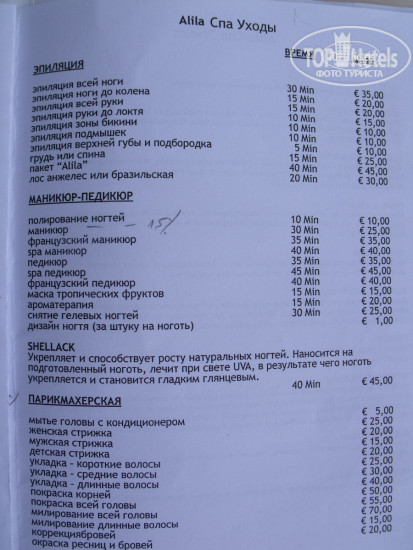 TOP Hotels
ФОТО ТУРИСТА
Alila Спа Уходы
ВРЕМЯ
ЭПИЛЯЦИЯ
эпиляция всей ноги 30 Min € 35,00
эпиляция ноги до колена 15 Min € 20,00
эпиляция всей руки 15 Min € 20,00
эпиляция руки до локтя 10 Min € 15,00
эпиляция зоны бикини 10 Min € 10,00
эпиляция подмышек 10 Min € 10,00
эпиляция верхней губы и подбородка 5 Min € 10,00
грудь или спина 15 Min € 25,00
пакет "Alila" 40 Min € 45,00
лос анжелес или бразильская 20 Min € 30,00
МАНИКЮР-ПЕДИКЮР
полирование ногтей 10 Min € 10,00
маникюр — — 15% 30 Min € 25,00
французский маникюр 35 Min € 35,00
spa маникюр 40 Min € 40,00
педикюр 35 Min € 35,00
spa педикюр 45 Min € 45,00
французский педикюр 40 Min € 40,00
маска тропических фруктов 15 Min € 15,00
ароматерапия 15 Min € 20,00
снятие гелевых ногтей 30 Min € 25,00
дизайн ногтя (за штуку на ноготь) € 1,00
SHELLACK
Укрепляет и способствует росту натуральных ногтей. Наносится на
подготовленный ноготь, лечит при свете UVA, в результате чего ноготь
укрепляется и становится гладким глянцевым.
40 Min € 45,00
ПАРИКМАХЕРСКАЯ
мытье головы с кондиционером € 5,00
женская стрижка € 25,00
мужская стрижка € 20,00
детская стрижка € 15,00
укладка - короткие волосы € 20,00
укладка - средние волосы € 25,00
укладка - длинные волосы € 30,00
покраска корней € 40,00
покраска всей головы € 50,00
милирование всей головы € 55,00
милирование длинные волосы € 70,00
коррекциябровей € 15,00
окраска ресниц и бровей € 20,00